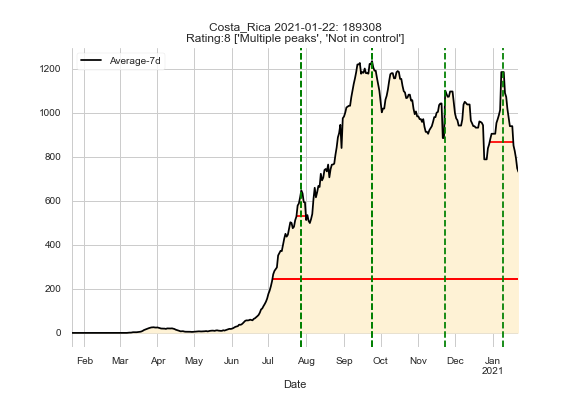 Costa_Rica 2021-01-22: 189308
Rating:8 ['Multiple peaks', 'Not in control']
Average-7d
1200
1000
800
600
400
200
0
Feb Mar Apr May Jun Jul Aug Sep Oct Nov Dec Jan
2021
Date